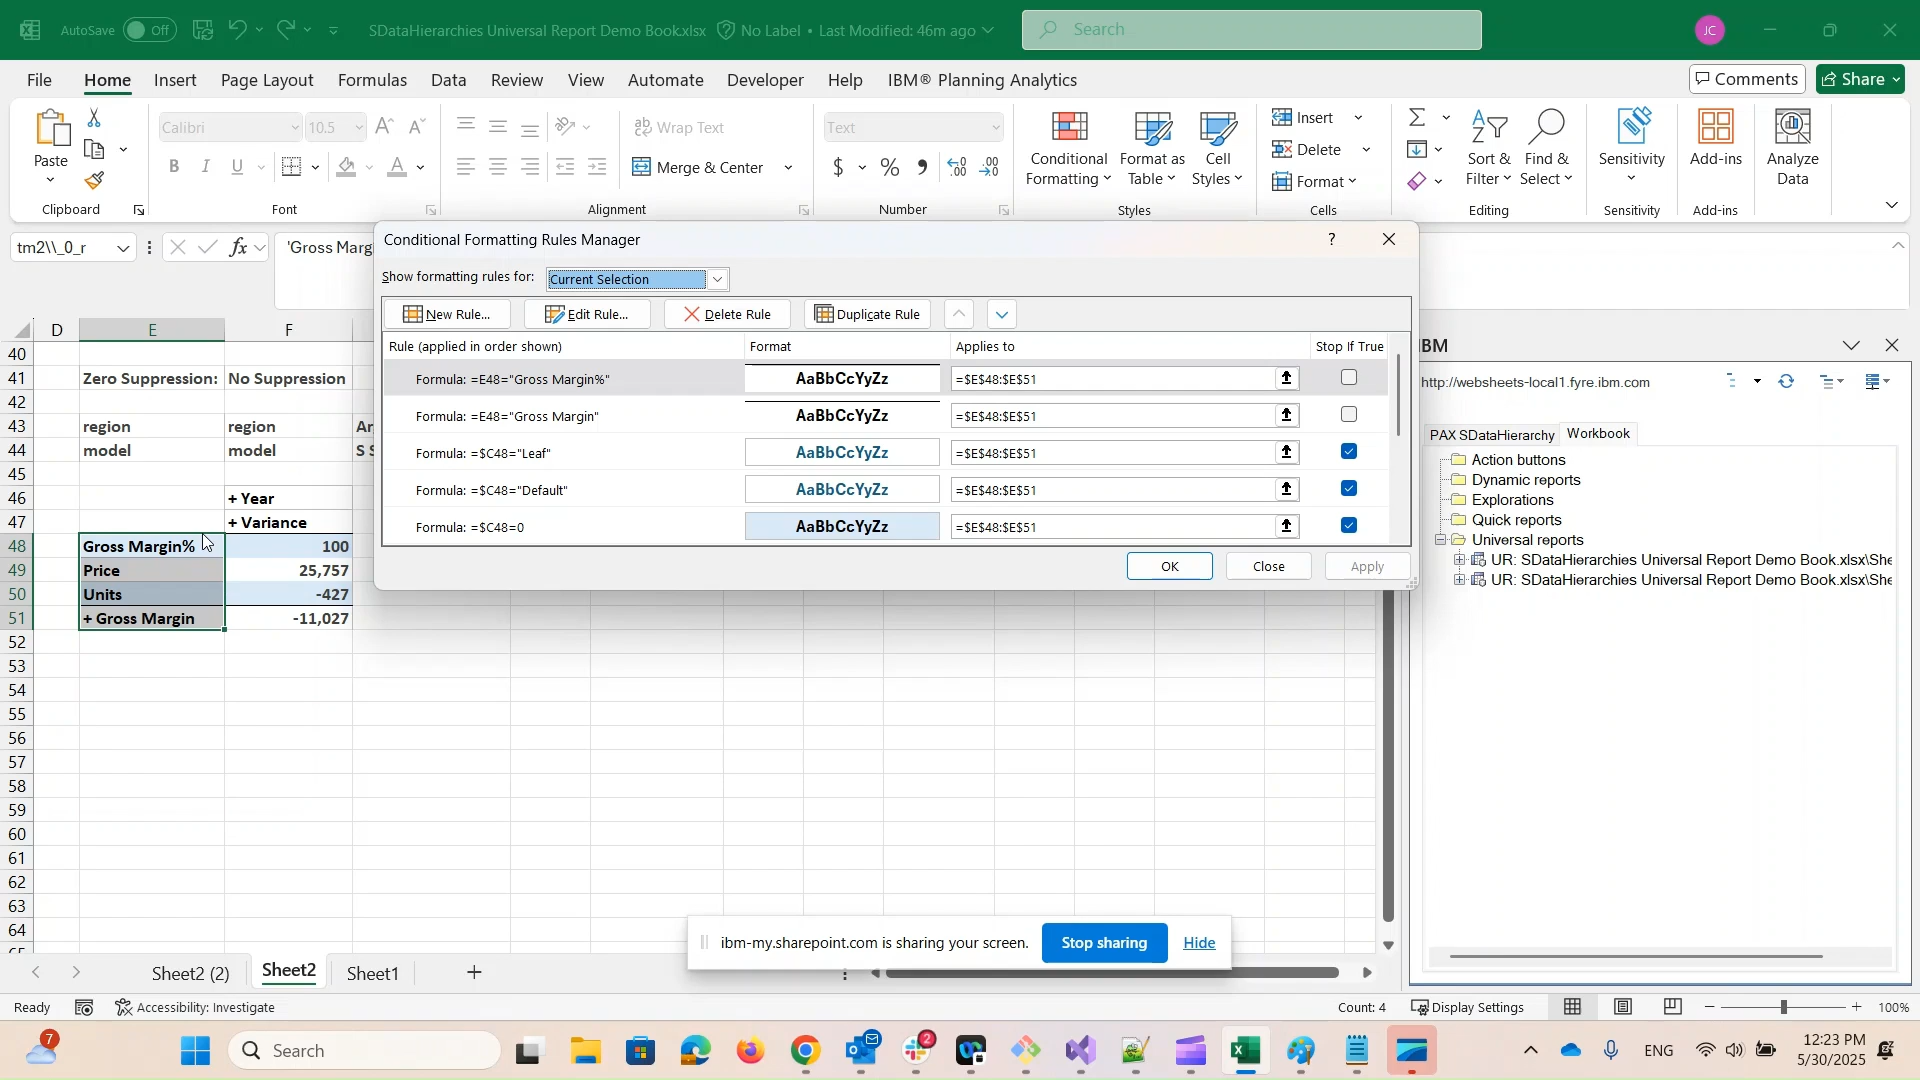 AutoSave Off SDataHierarchies Universal Report Demo Book.xlsx No Label • Last Modified: 46m ago Search JC
File Home Insert Page Layout Formulas Data Review View Automate Developer Help IBM® Planning Analytics Comments Share
Paste
Calibri 10.5
B I U
Wrap Text
Merge & Center
Text
$ %
Conditional Formatting
Format as Table
Cell Styles
Insert
Delete
Format
Sort & Filter
Find & Select
Sensitivity
Add-ins
Analyze Data
Clipboard Font Alignment Number Styles Cells Editing Sensitivity Add-ins
tm2\\_0_r fx 'Gross Marg
Conditional Formatting Rules Manager ?
Show formatting rules for: Current Selection
New Rule... Edit Rule... Delete Rule Duplicate Rule
Rule (applied in order shown) Format Applies to Stop If True
Formula: =E48="Gross Margin%" AaBbCcYyZz =$E$48:$E$51
Formula: =E48="Gross Margin" AaBbCcYyZz =$E$48:$E$51
Formula: =$C48="Leaf" AaBbCcYyZz =$E$48:$E$51
Formula: =$C48="Default" AaBbCcYyZz =$E$48:$E$51
Formula: =$C48=0 AaBbCcYyZz =$E$48:$E$51
OK Close Apply
D E F
40
41 Zero Suppression: No Suppression
42
43 region region Ar
44 model model S S
45
46 + Year
47 + Variance
48 Gross Margin% 100
49 Price 25,757
50 Units -427
51 + Gross Margin -11,027
52
53
54
55
56
57
58
59
60
61
62
63
64
BM
http://websheets-local1.fyre.ibm.com
PAX SDataHierarchy Workbook
Action buttons
Dynamic reports
Explorations
Quick reports
Universal reports
UR: SDataHierarchies Universal Report Demo Book.xlsx\She
UR: SDataHierarchies Universal Report Demo Book.xlsx\She
ibm-my.sharepoint.com is sharing your screen. Stop sharing Hide
Sheet2 (2) Sheet2 Sheet1
Ready Accessibility: Investigate Count: 4 Display Settings 100%
7 Search 2 ENG 12:23 PM
5/30/2025